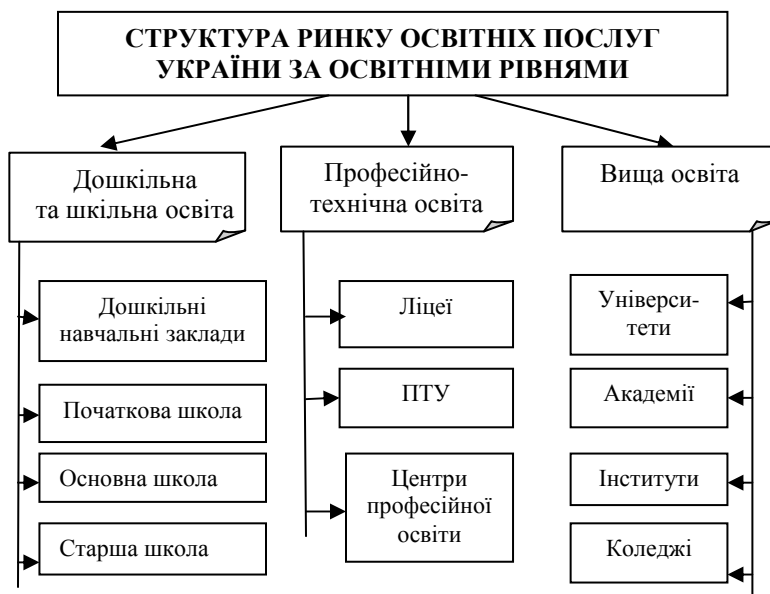 СТРУКТУРА РИНКУ ОСВІТНІХ ПОСЛУГ
УКРАЇНИ ЗА ОСВІТНІМИ РІВНЯМИ
Дошкільна
та шкільна освіта
Дошкільні
навчальні заклади
Початкова школа
Основна школа
Старша школа
Професійно-
технічна освіта
Ліцеї
ПТУ
Центри
професійної
освіти
Вища освіта
Універси-
тети
Академії
Інститути
Коледжі